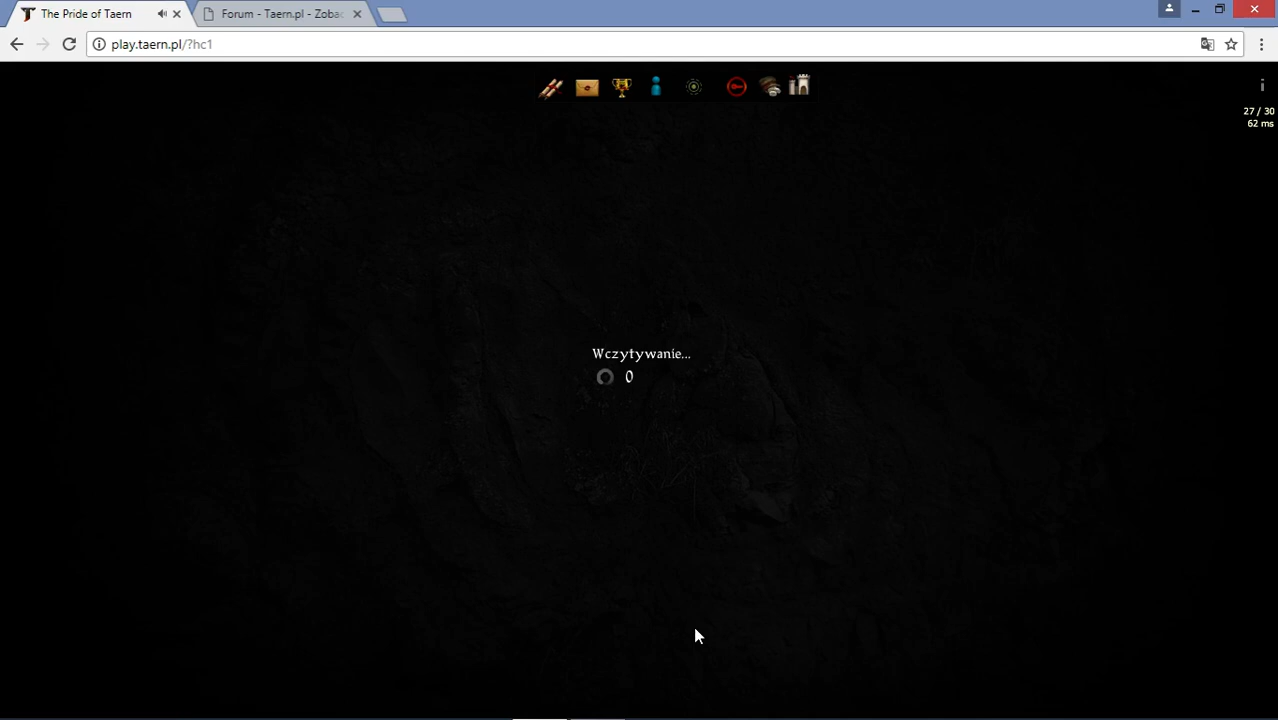 The Pride of Taern
Forum - Taern.pl - Zobac
play.taern.pl/?hc1
27 / 30
62 ms
Wczytywanie...
0